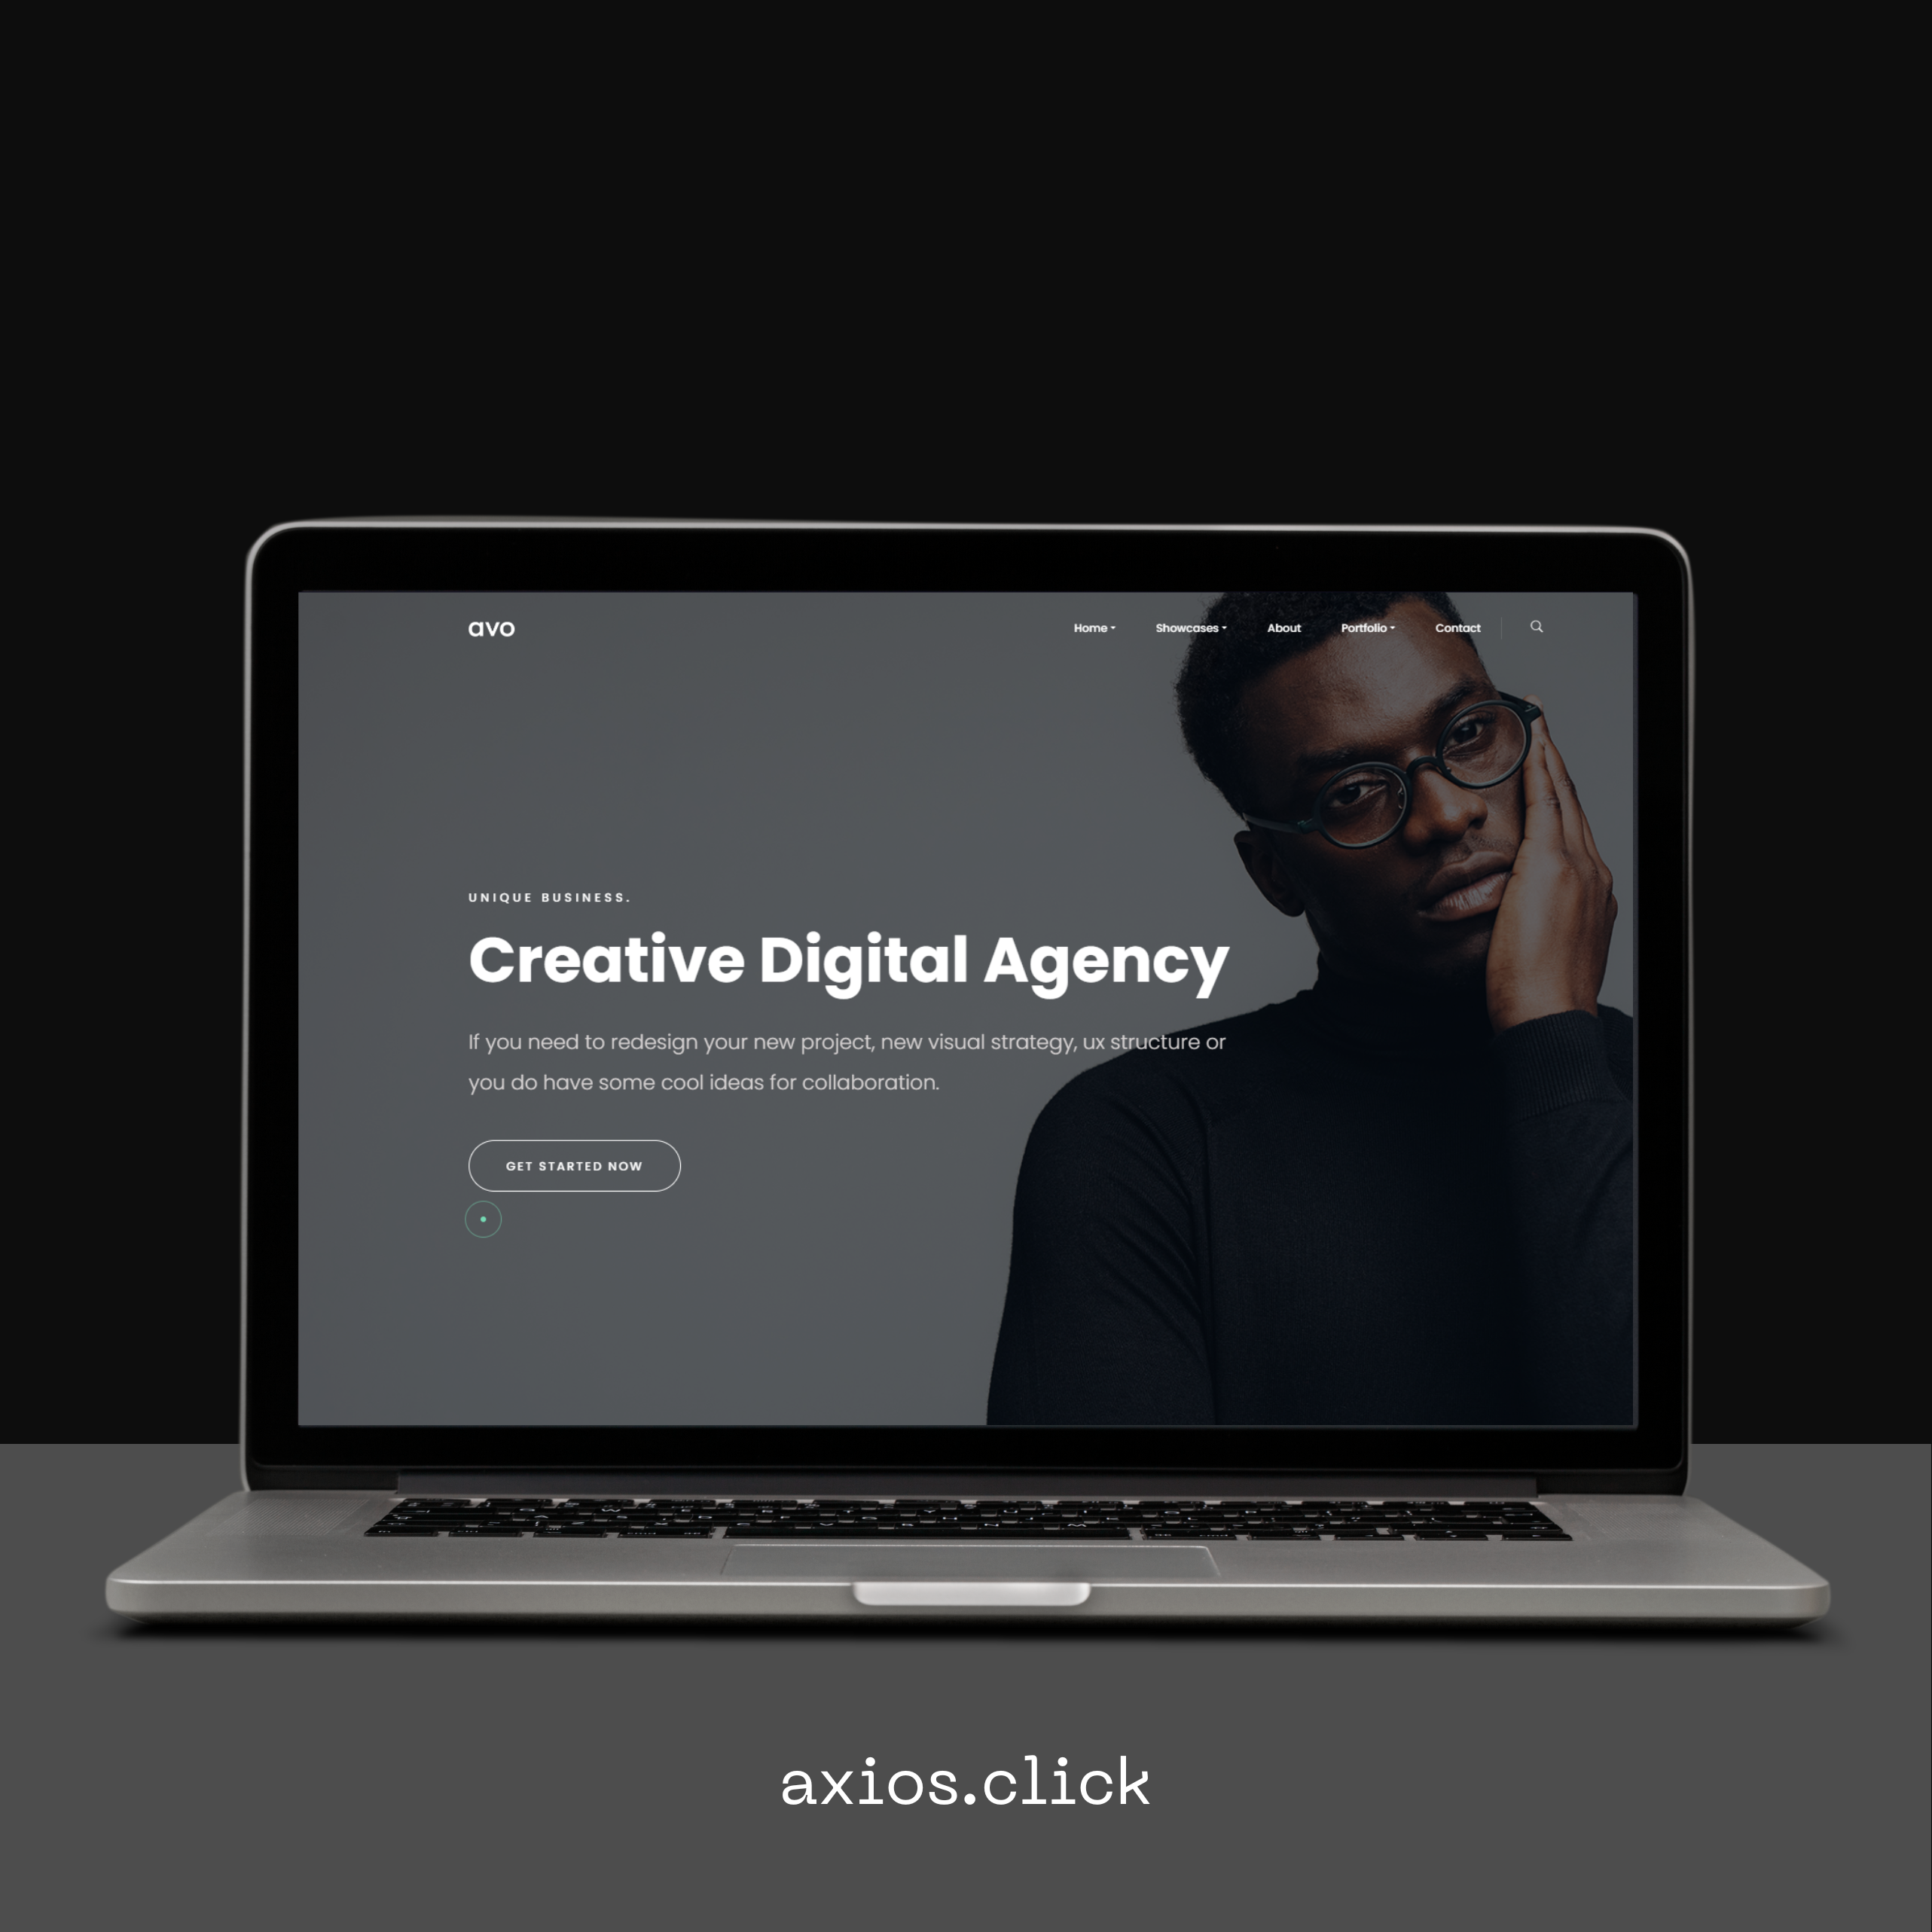 avo
Home Showcases About Portfolio Contact
UNIQUE BUSINESS.
Creative Digital Agency
If you need to redesign your new project, new visual strategy, ux structure or
you do have some cool ideas for collaboration.
GET STARTED NOW
axios.click